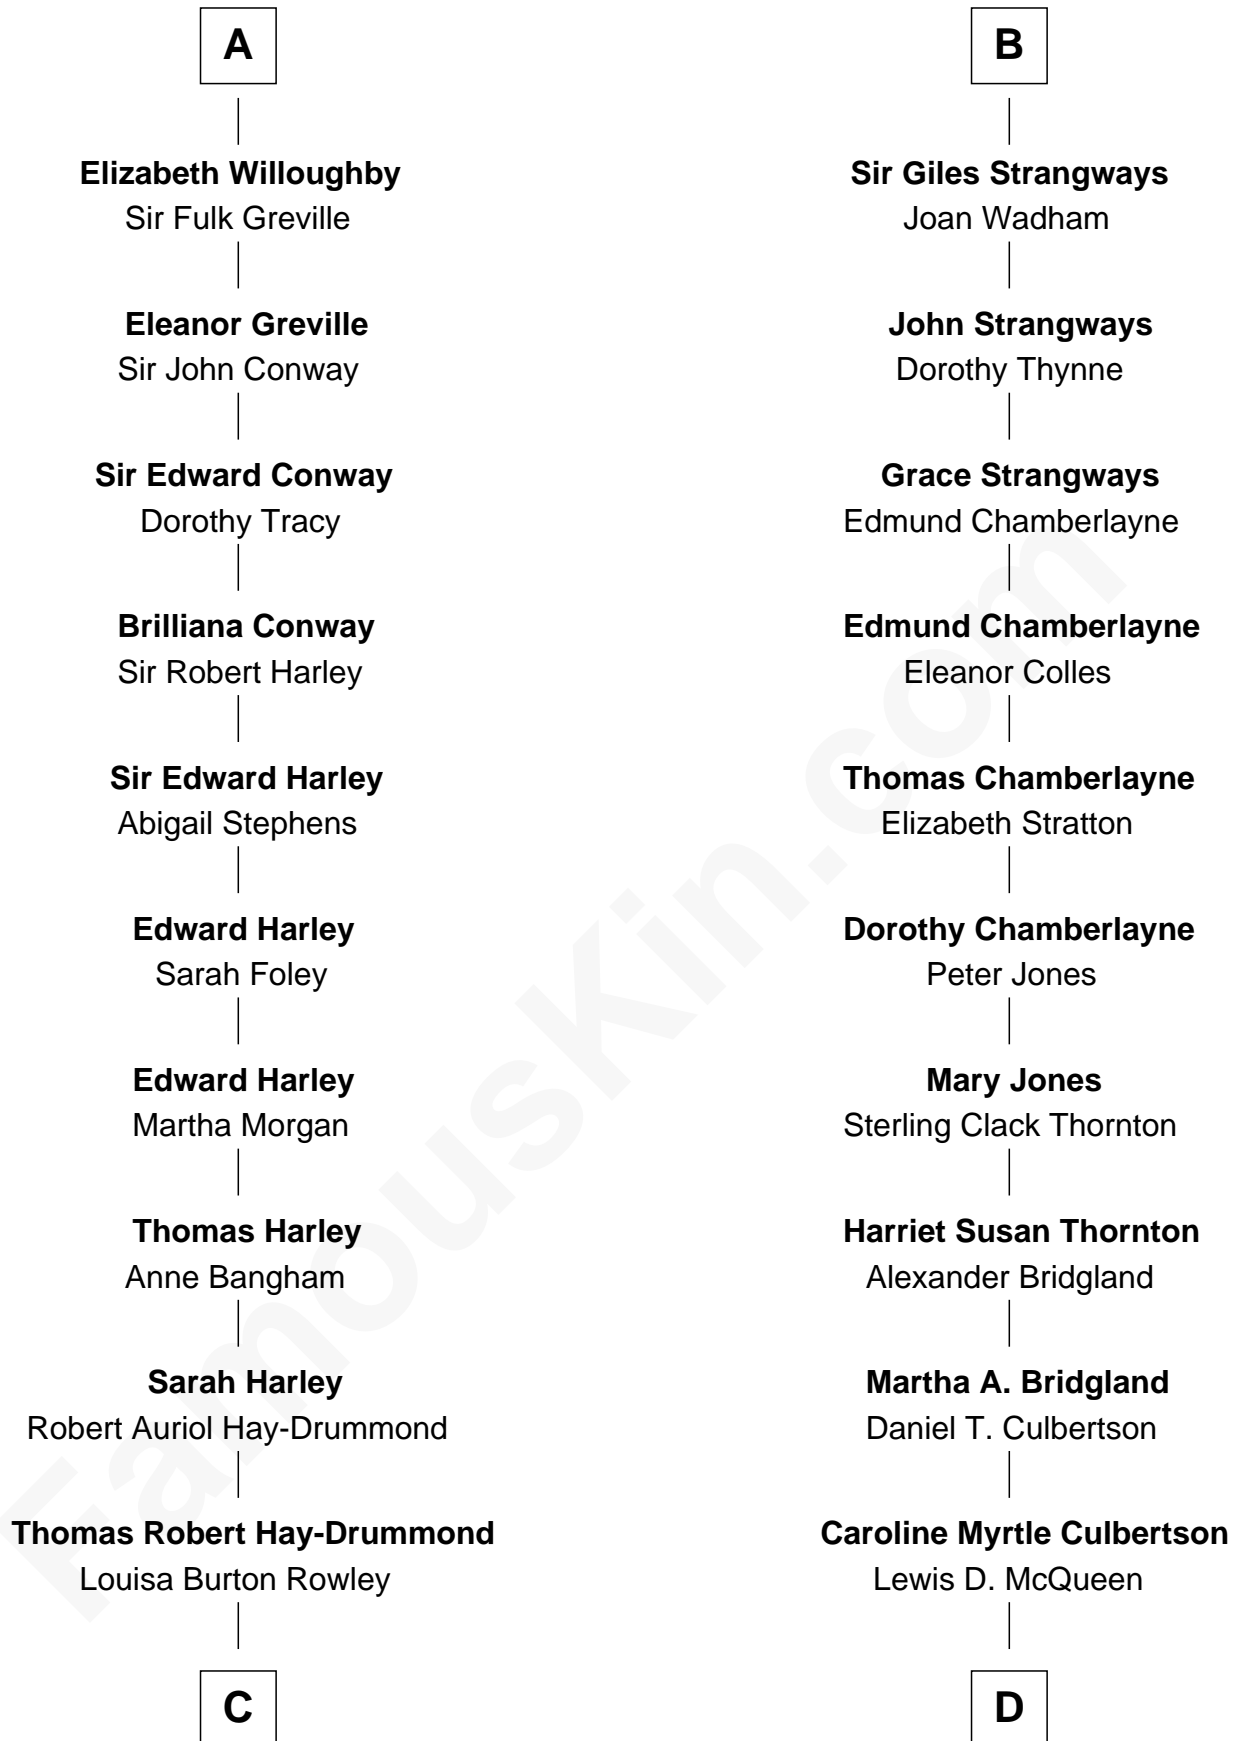 A
Elizabeth Willoughby
Sir Fulk Greville
Eleanor Greville
Sir John Conway
Sir Edward Conway
Dorothy Tracy
Brilliana Conway
Sir Robert Harley
Sir Edward Harley
Abigail Stephens
Edward Harley
Sarah Foley
Edward Harley
Martha Morgan
Thomas Harley
Anne Bangham
Sarah Harley
Robert Auriol Hay-Drummond
Thomas Robert Hay-Drummond
Louisa Burton Rowley
C
B
Sir Giles Strangways
Joan Wadham
John Strangways
Dorothy Thynne
Grace Strangways
Edmund Chamberlayne
Edmund Chamberlayne
Eleanor Colles
Thomas Chamberlayne
Elizabeth Stratton
Dorothy Chamberlayne
Peter Jones
Mary Jones
Sterling Clack Thornton
Harriet Susan Thornton
Alexander Bridgland
Martha A. Bridgland
Daniel T. Culbertson
Caroline Myrtle Culbertson
Lewis D. McQueen
D
FamousKin.com